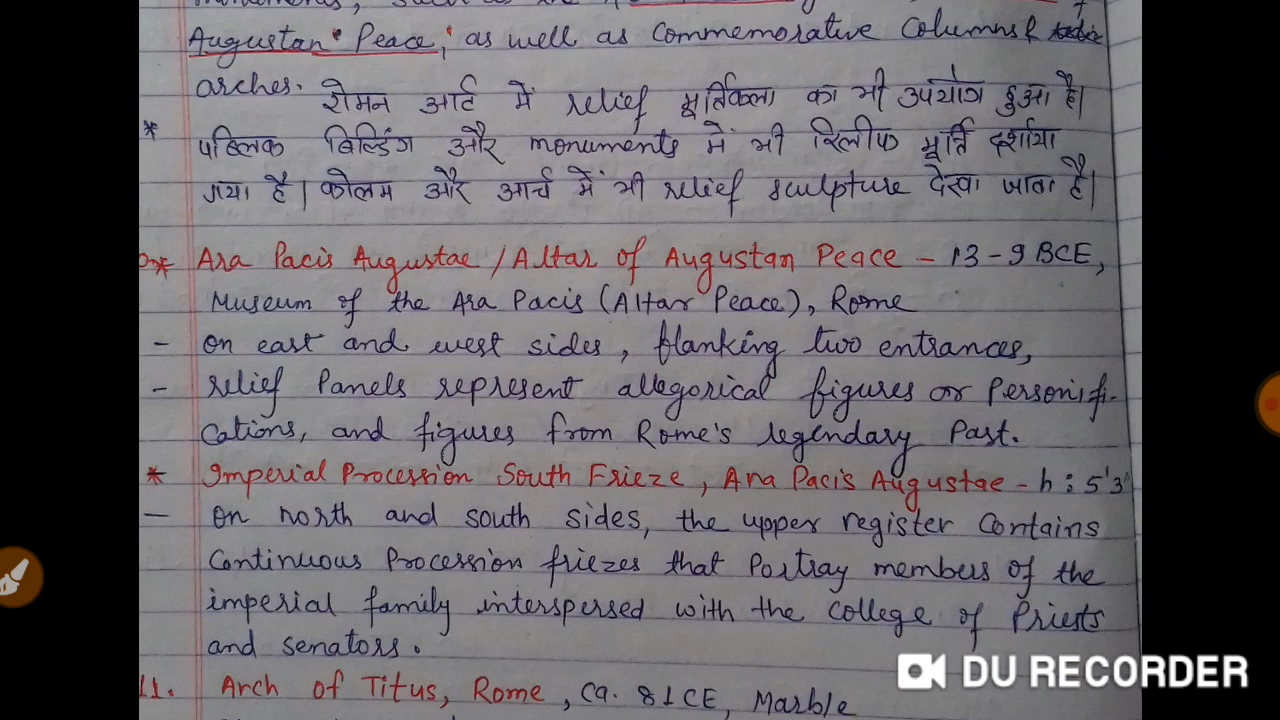 monuments, such as the
Augustan Peace, as well as Commemorative Columns &
arches. रोमन आर्ट में relief मूर्तिकला का भी उपयोग हुआ है।
* पब्लिक बिल्डिंग और monuments में भी रिलीफ मूर्ति दर्शाया
गया है। कोलम और आर्च में भी relief sculpture देखा जाता है।
* Ara Pacis Augustae / Altar of Augustan Peace - 13-9 BCE,
Museum of the Ara Pacis (Altar Peace), Rome
- on east and west sides, flanking two entrances,
- relief Panels represent allegorical figures or Personifi-
cations, and figures from Rome's legendary Past.
* Imperial Procession South Frieze, Ara Pacis Augustae - h: 5'3"
- On north and south sides, the upper register Contains
Continuous Procession friezes that Portray members of the
imperial family interspersed with the college of Priests
and senators.
11. Arch of Titus, Rome, ca. 81 CE, Marble
DU RECORDER